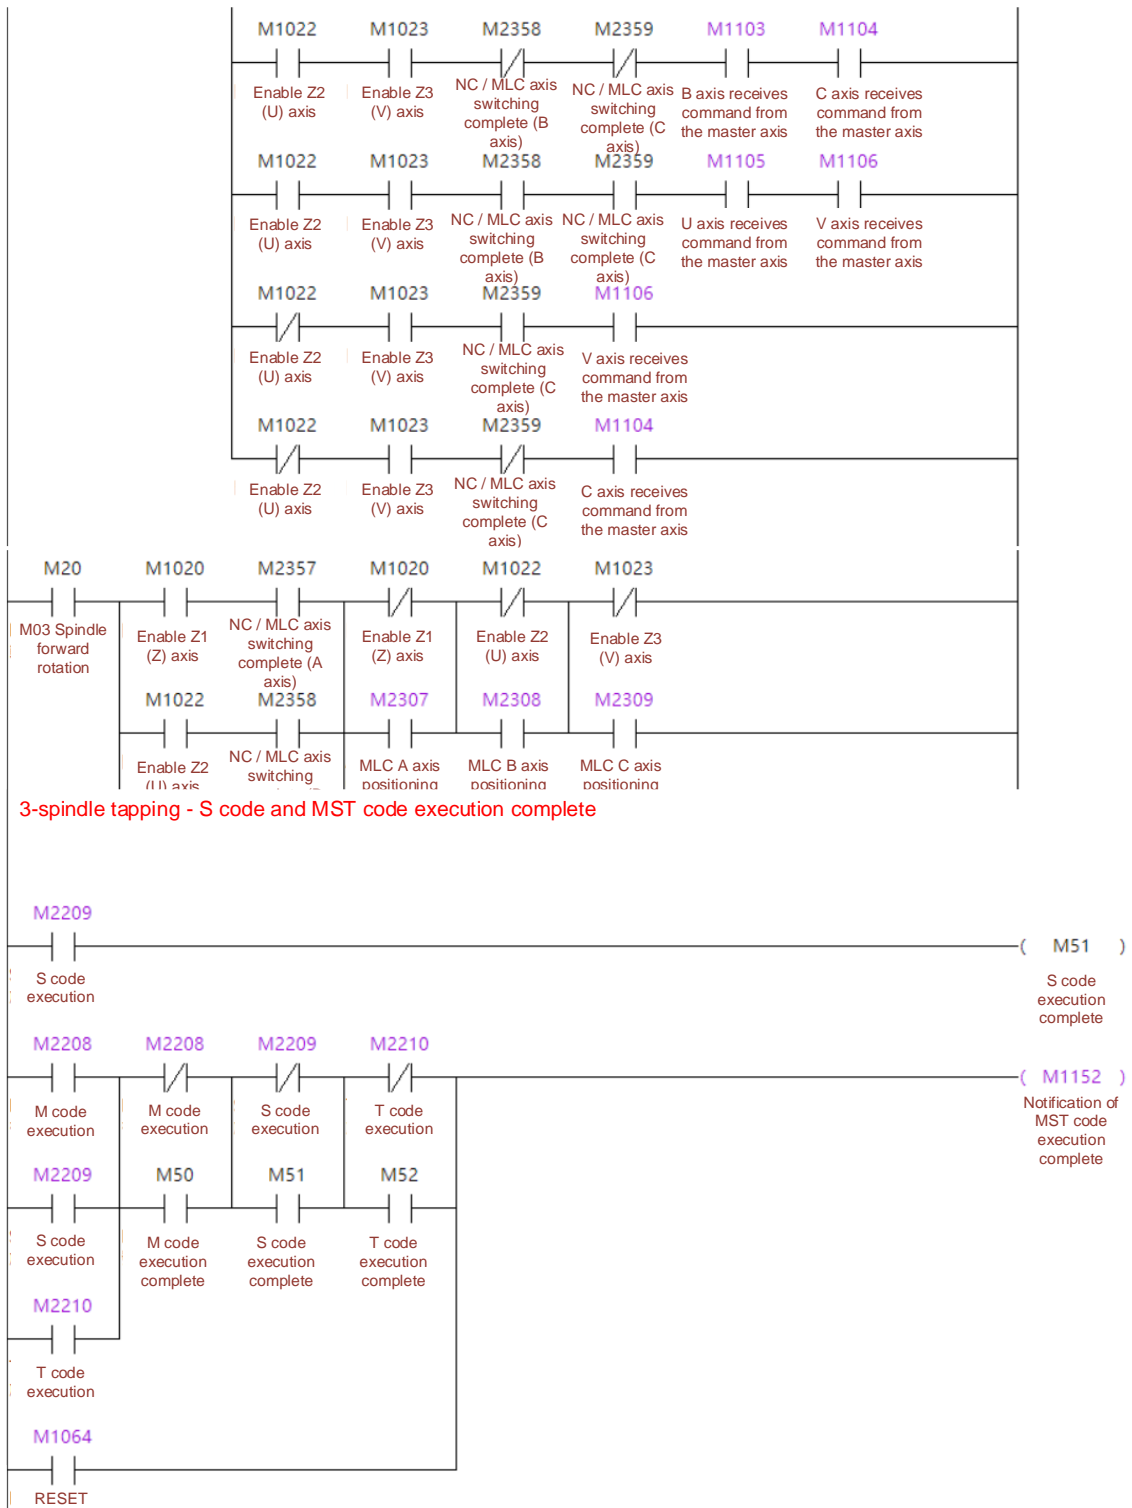 M1022 M1023 M2358 M2359 M1103 M1104
Enable Z2 Enable Z3 NC / MLC axis NC / MLC axis B axis receives C axis receives
(U) axis (V) axis switching switching command from command from
complete (B complete (C the master axis the master axis
axis) axis)
M1022 M1023 M2358 M2359 M1105 M1106
Enable Z2 Enable Z3 NC / MLC axis NC / MLC axis U axis receives V axis receives
(U) axis (V) axis switching switching command from command from
complete (B complete (C the master axis the master axis
axis) axis)
M1022 M1023 M2359 M1106
Enable Z2 Enable Z3 NC / MLC axis V axis receives
(U) axis (V) axis switching command from
complete (C the master axis
axis)
M1022 M1023 M2359 M1104
Enable Z2 Enable Z3 NC / MLC axis C axis receives
(U) axis (V) axis switching command from
complete (C the master axis
axis)
M20 M1020 M2357 M1020 M1022 M1023
M03 Spindle Enable Z1 NC / MLC axis Enable Z1 Enable Z2 Enable Z3
forward (Z) axis switching (Z) axis (U) axis (V) axis
rotation complete (A
axis)
M1022 M2358 M2307 M2308 M2309
Enable Z2 NC / MLC axis MLC A axis MLC B axis MLC C axis
(U) axis switching positioning positioning positioning
3-spindle tapping - S code and MST code execution complete
M2209
( M51 )
S code S code
execution execution
complete
M2208 M2208 M2209 M2210
( M1152 )
M code M code S code T code Notification of
execution execution execution execution MST code
execution
complete
M2209 M50 M51 M52
S code M code S code T code
execution execution execution execution
complete complete complete
M2210
T code
execution
M1064
RESET